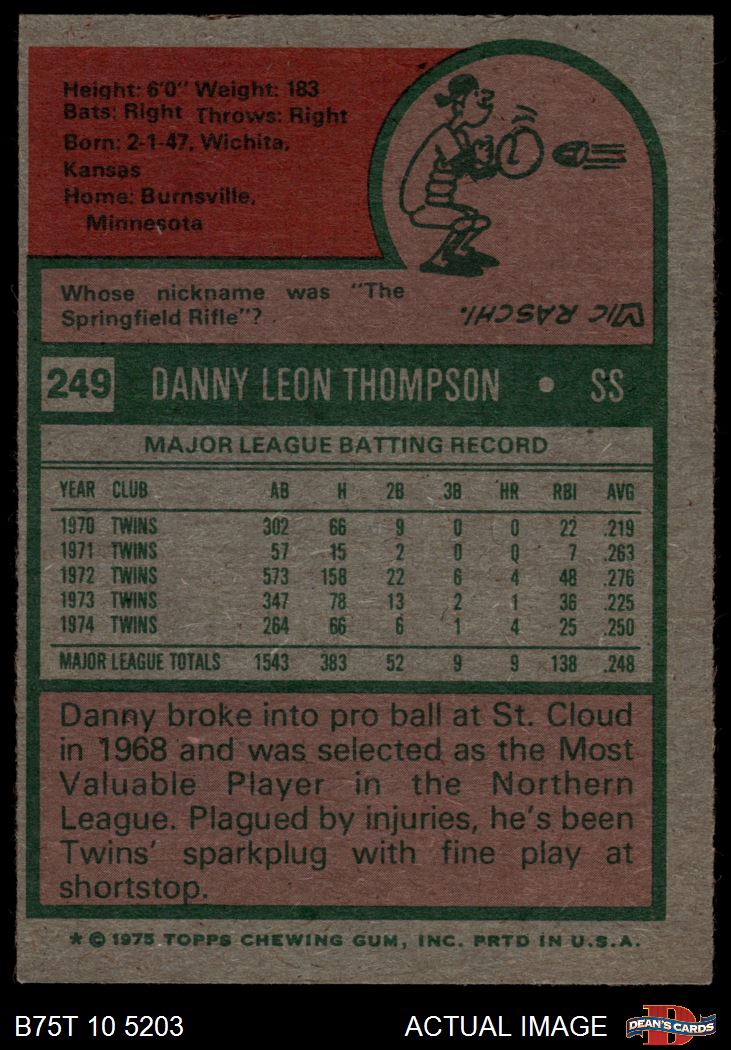 Height: 6'0" Weight: 183
Bats: Right Throws: Right
Born: 2-1-47, Wichita,
Kansas
Home: Burnsville,
Minnesota
Whose nickname was "The
Springfield Rifle"?
VIC RASCHI.
249 DANNY LEON THOMPSON • SS
MAJOR LEAGUE BATTING RECORD
YEAR CLUB AB H 2B 3B HR RBI AVG
1970 TWINS 302 66 9 0 0 22 .219
1971 TWINS 57 15 2 0 0 7 .263
1972 TWINS 573 158 22 6 4 48 .276
1973 TWINS 347 78 13 2 1 36 .225
1974 TWINS 264 66 6 1 4 25 .250
MAJOR LEAGUE TOTALS 1543 383 52 9 9 138 .248
Danny broke into pro ball at St. Cloud
in 1968 and was selected as the Most
Valuable Player in the Northern
League. Plagued by injuries, he's been
Twins' sparkplug with fine play at
shortstop.
* © 1975 TOPPS CHEWING GUM, INC. PRTD IN U.S.A.
B75T 10 5203 ACTUAL IMAGE DEAN'S CARDS